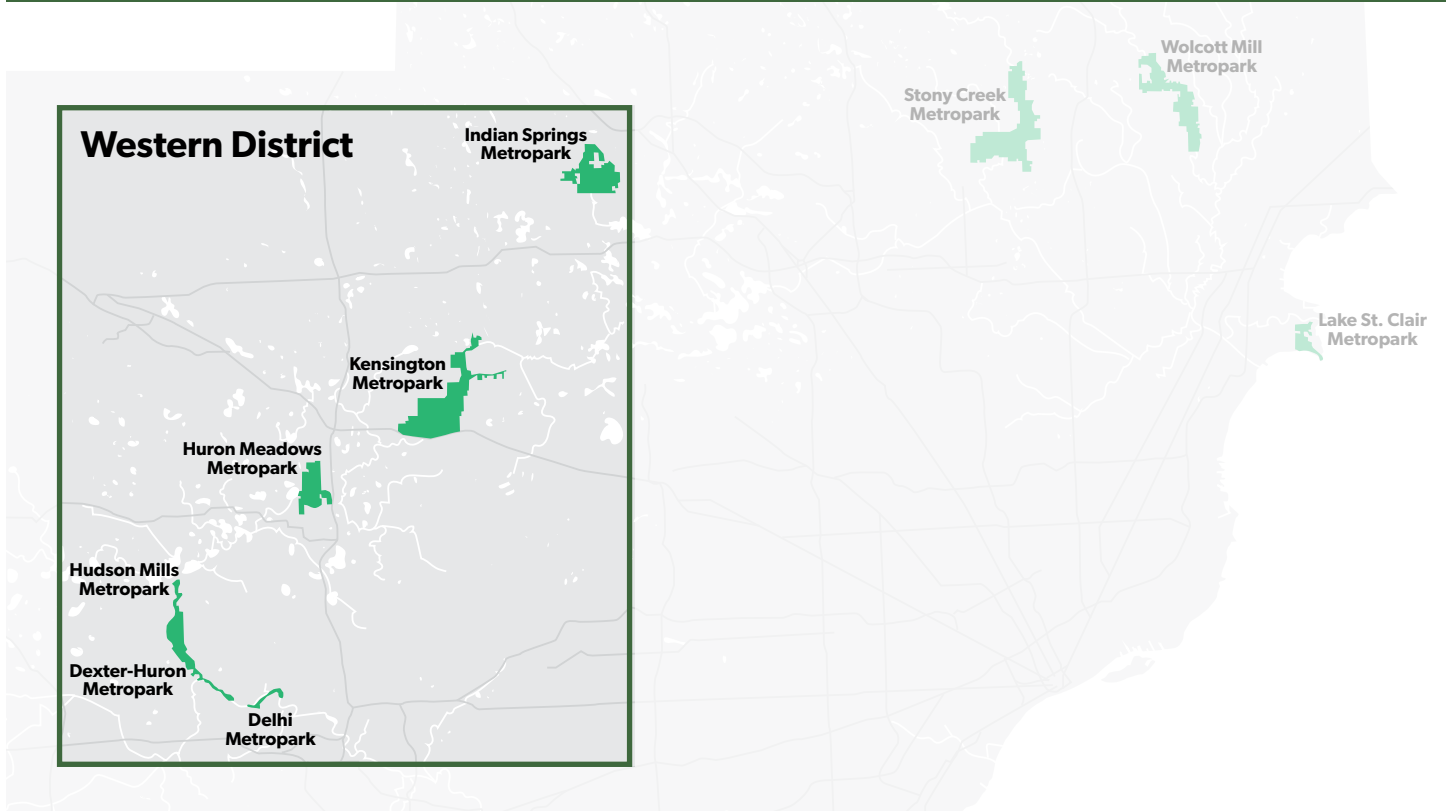 Western District
Indian Springs
Metropark
Kensington
Metropark
Huron Meadows
Metropark
Hudson Mills
Metropark
Dexter-Huron
Metropark
Delhi
Metropark
Stony Creek
Metropark
Wolcott Mill
Metropark
Lake St. Clair
Metropark